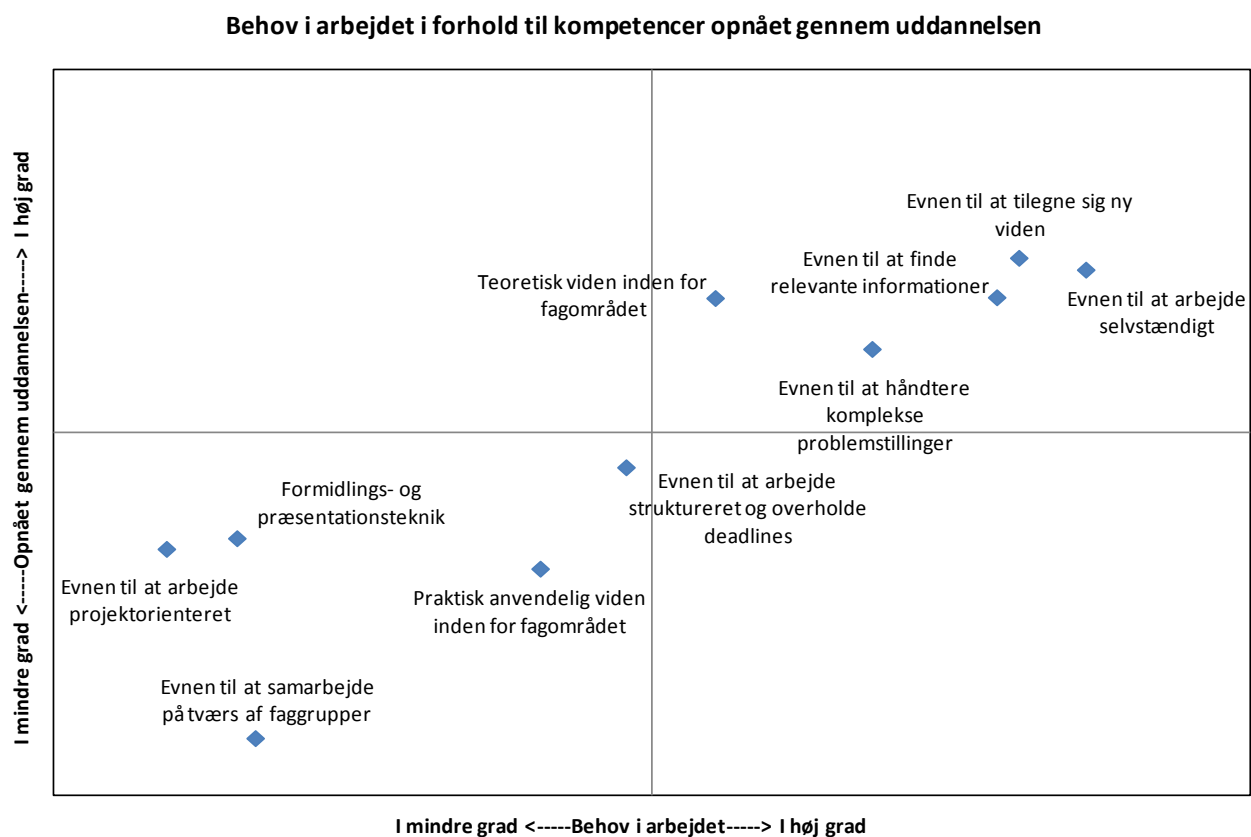 Behov i arbejdet i forhold til kompetencer opnået gennem uddannelsen
I mindre grad <-----Opnået gennem uddannelsen-----> I høj grad
Evnen til at tilegne sig ny
viden
Evnen til at finde
relevante informationer
Teoretisk viden inden for
fagområdet
Evnen til at arbejde
selvstændigt
Evnen til at håndtere
komplekse
problemstillinger
Evnen til at arbejde
struktureret og overholde
deadlines
Formidlings- og
præsentationsteknik
Evnen til at arbejde
projektorienteret
Praktisk anvendelig viden
inden for fagområdet
Evnen til at samarbejde
på tværs af faggrupper
I mindre grad <-----Behov i arbejdet-----> I høj grad